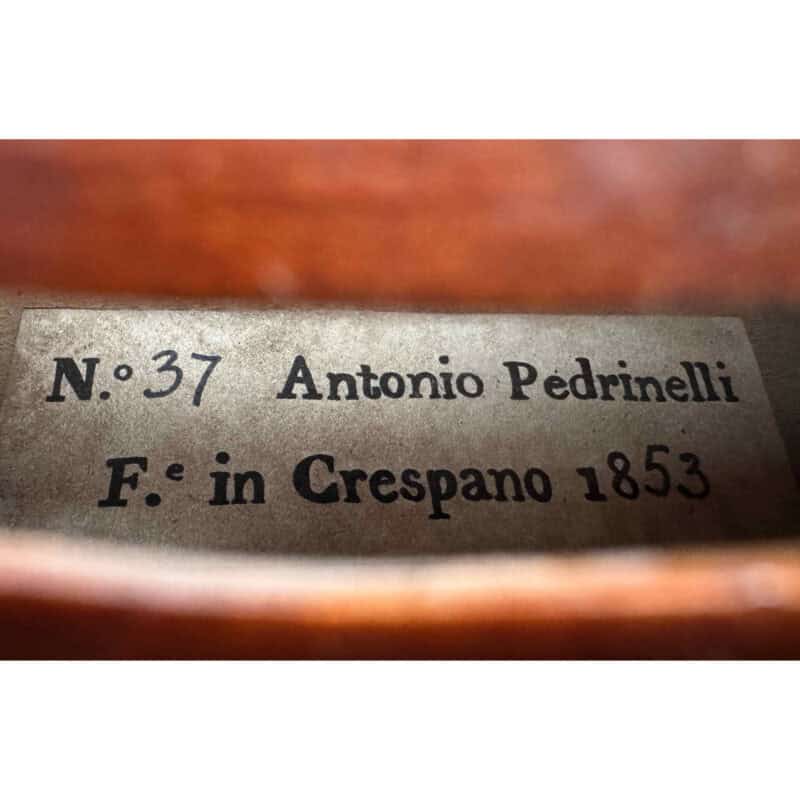 N.º 37 Antonio Pedrinelli
F.ᵉ in Crespano 1853